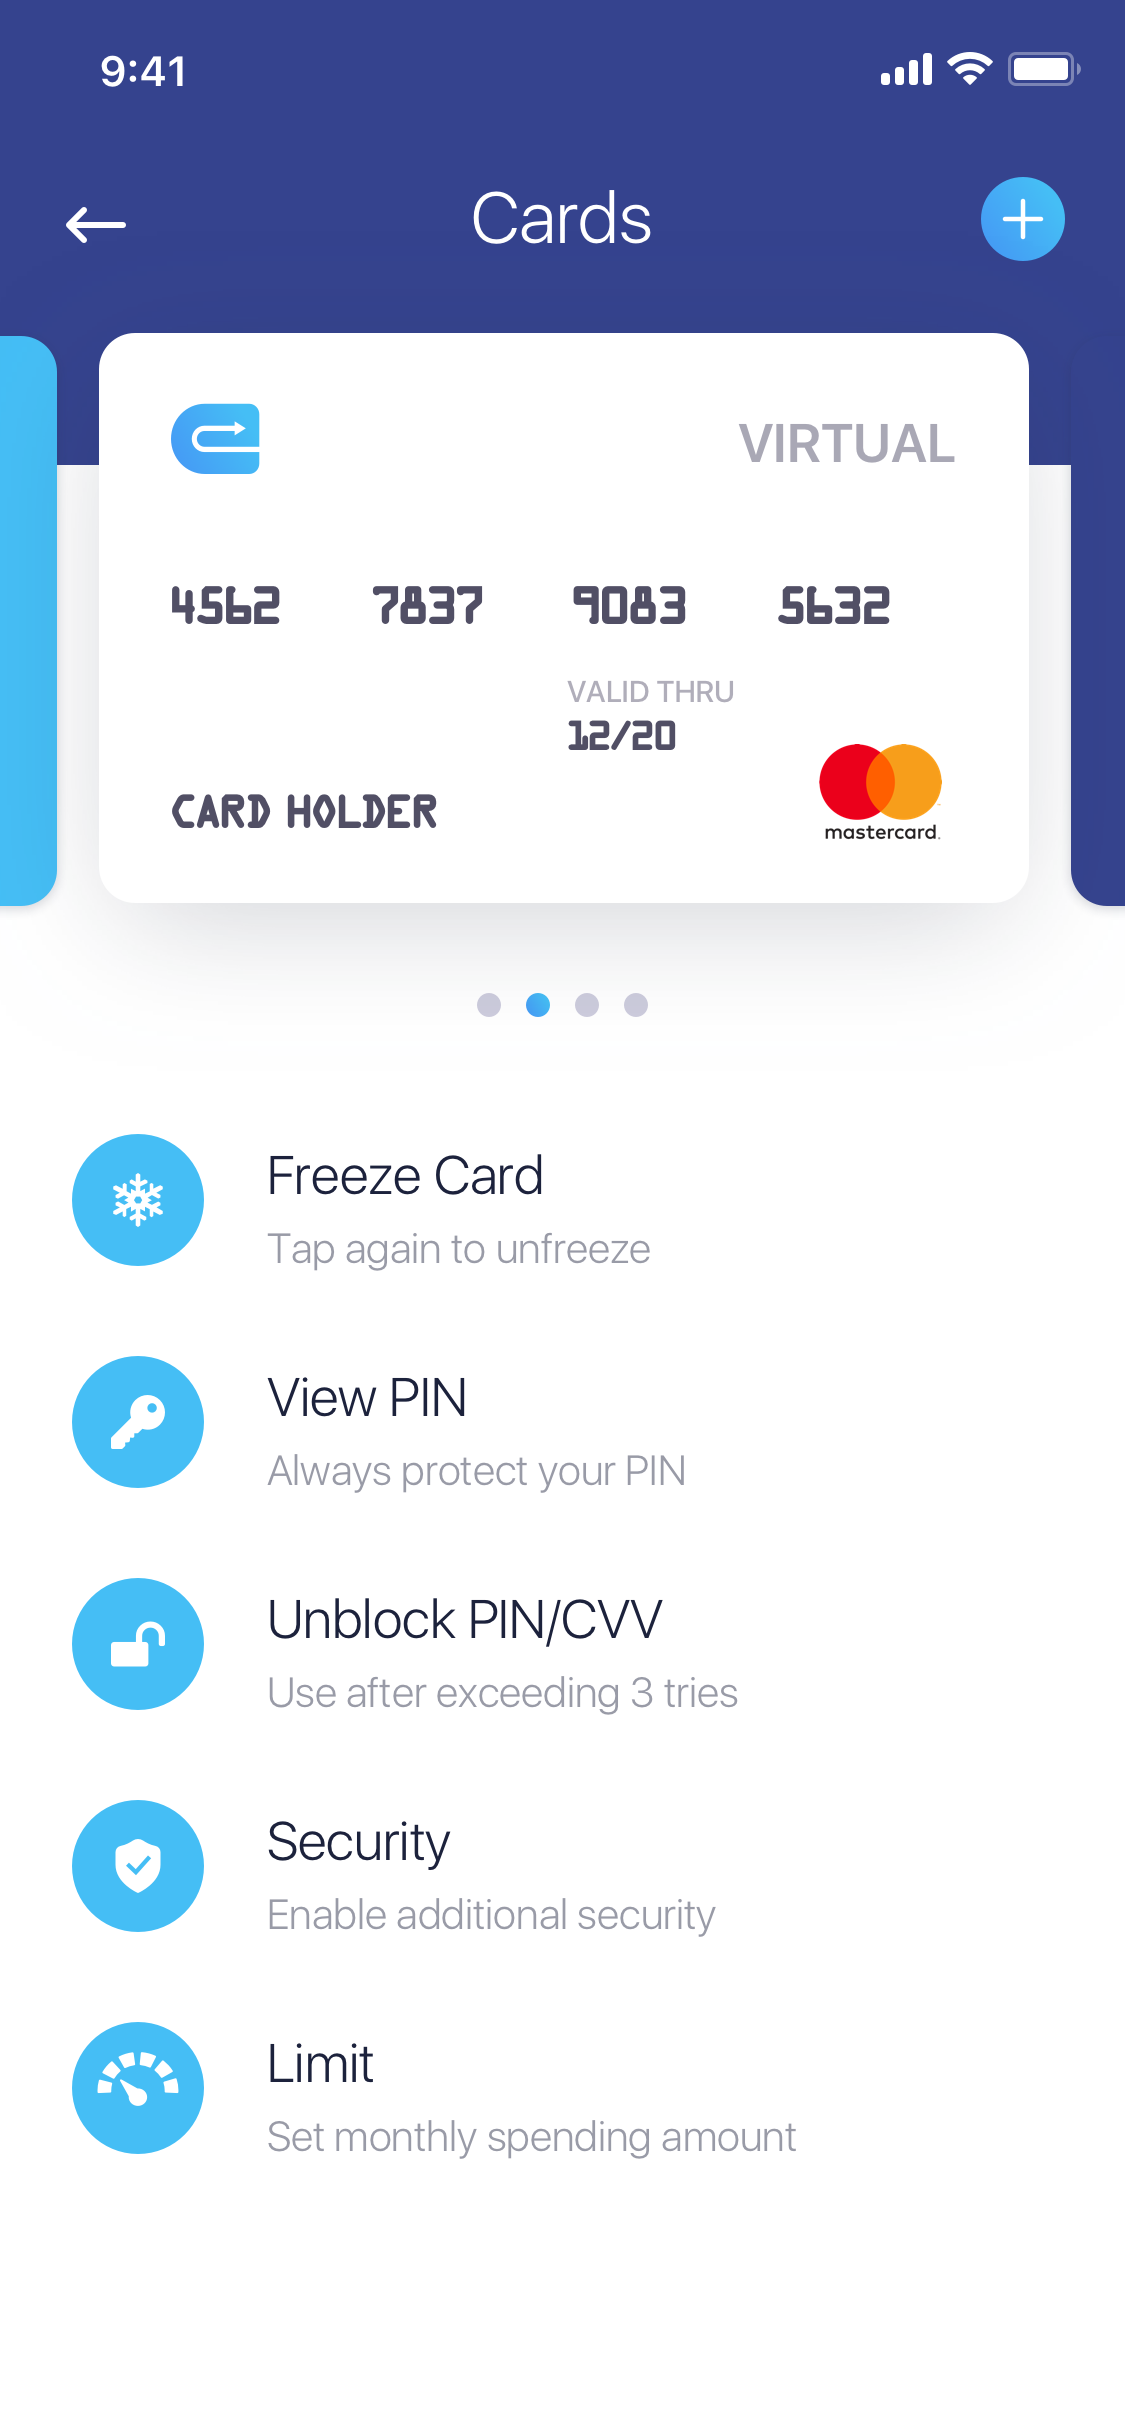 9:41
Cards
VIRTUAL
4562 7837 9083 5632
VALID THRU
12/20
CARD HOLDER
mastercard.
Freeze Card
Tap again to unfreeze
View PIN
Always protect your PIN
Unblock PIN/CVV
Use after exceeding 3 tries
Security
Enable additional security
Limit
Set monthly spending amount